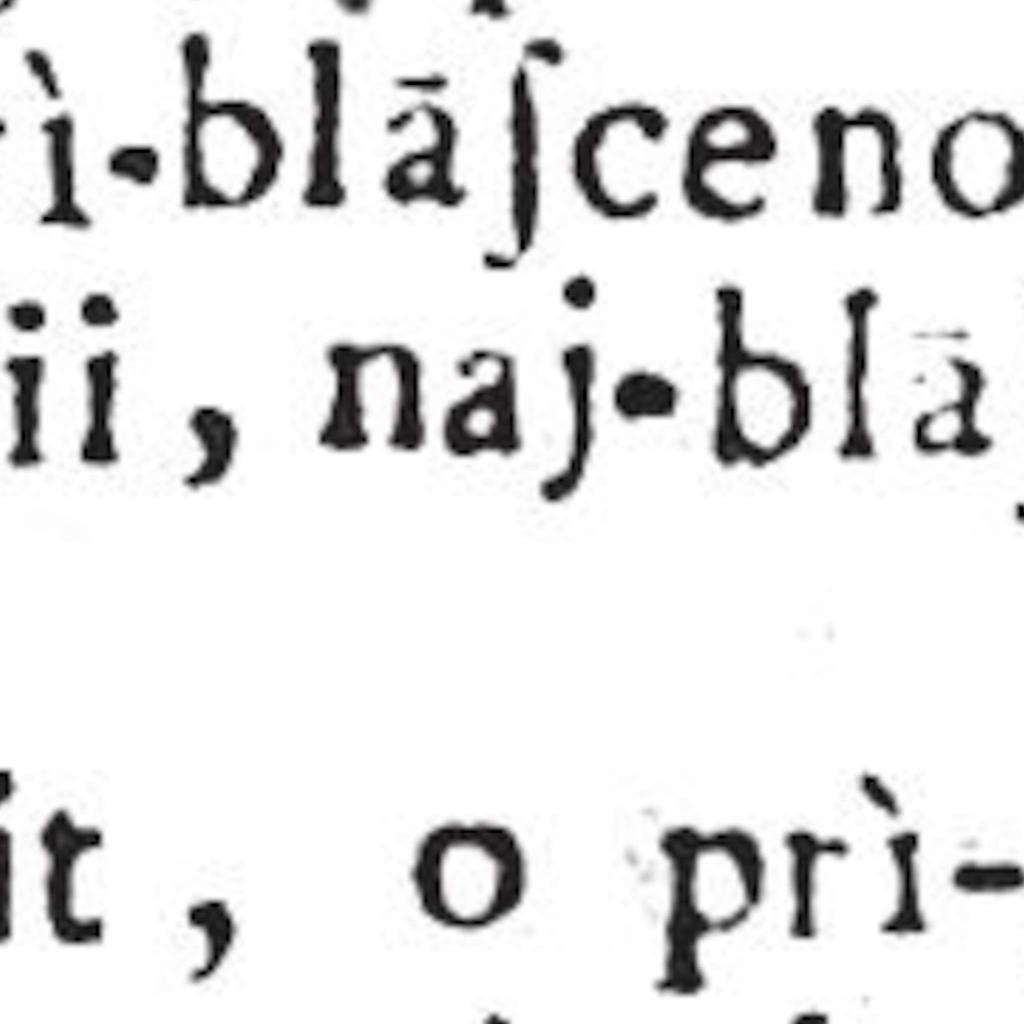 ì-blāſceno
ii, naj-blā
it, o prì-